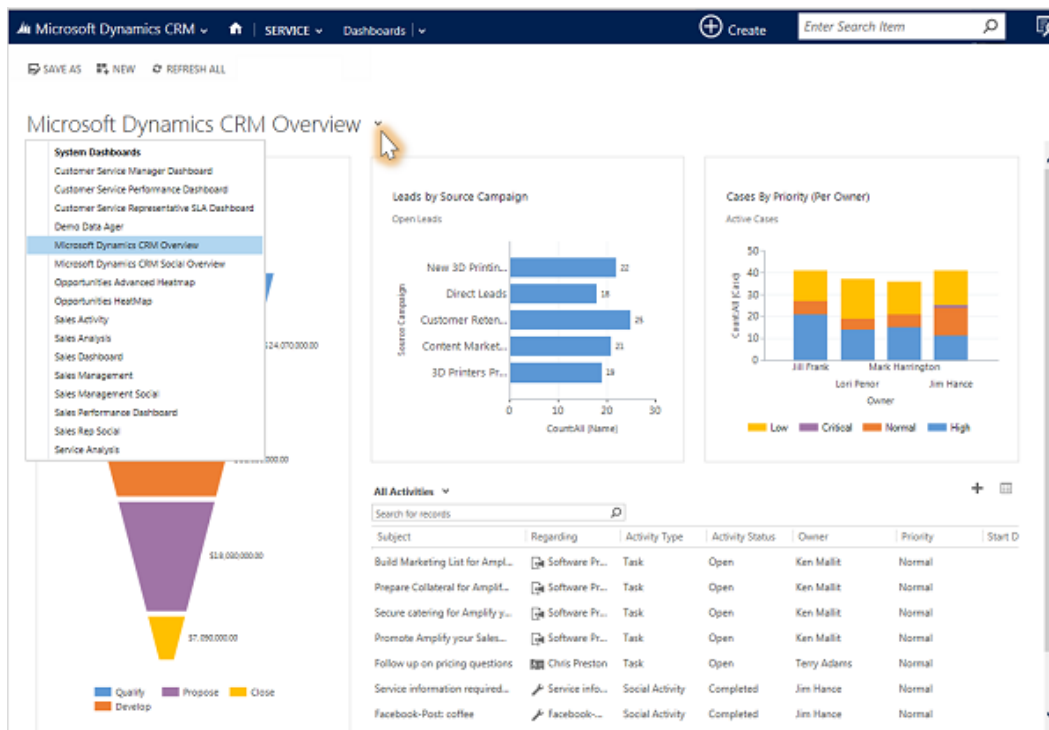 Microsoft Dynamics CRM SERVICE Dashboards Create Enter Search Item
SAVE AS NEW REFRESH ALL
Microsoft Dynamics CRM Overview
System Dashboards
Customer Service Manager Dashboard
Customer Service Performance Dashboard
Customer Service Representative SLA Dashboard
Demo Data Ager
Microsoft Dynamics CRM Overview
Microsoft Dynamics CRM Social Overview
Opportunities Advanced Heatmap
Opportunities HeatMap
Sales Activity
Sales Analysis
Sales Dashboard
Sales Management
Sales Management Social
Sales Performance Dashboard
Sales Rep Social
Service Analysis
$18,030,000.00
$7,090,000.00
Qualify Propose Close
Develop
Leads by Source Campaign
Open Leads
Source Campaign
New 3D Printin... 22
Direct Leads 18
Customer Reten... 25
Content Market... 21
3D Printers Pr... 19
0 10 20 30
Count:All (Name)
Cases By Priority (Per Owner)
Active Cases
Count:All (Case)
50
40
30
20
10
0
Jill Frank Mark Harrington
Lori Penor Jim Hance
Owner
Low Critical Normal High
All Activities
Search for records
Subject Regarding Activity Type Activity Status Owner Priority Start D
Build Marketing List for Ampl... Software Pr... Task Open Ken Mallit Normal
Prepare Collateral for Amplif... Software Pr... Task Open Ken Mallit Normal
Secure catering for Amplify y... Software Pr... Task Open Ken Mallit Normal
Promote Amplify your Sales... Software Pr... Task Open Ken Mallit Normal
Follow up on pricing questions Chris Preston Task Open Terry Adams Normal
Service information required... Service info... Social Activity Completed Jim Hance Normal
Facebook-Post: coffee Facebook-... Social Activity Completed Jim Hance Normal